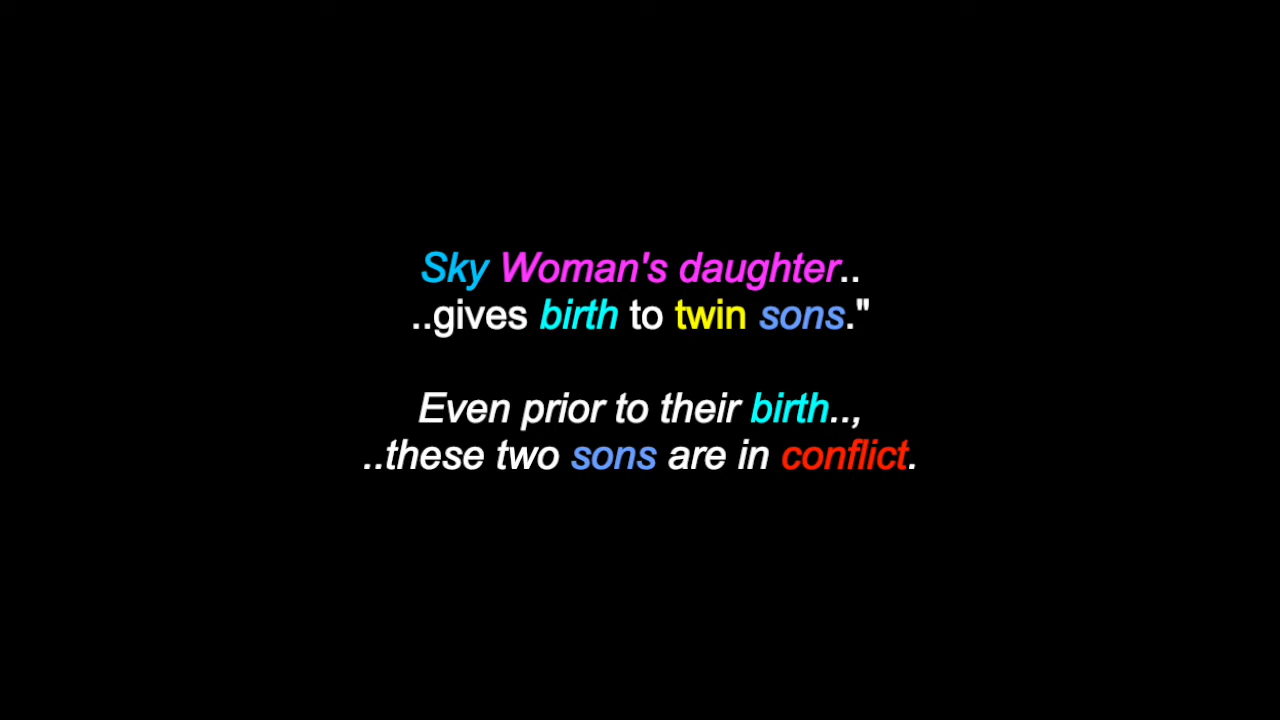 Sky Woman's daughter..
..gives birth to twin sons."
Even prior to their birth..,
..these two sons are in conflict.